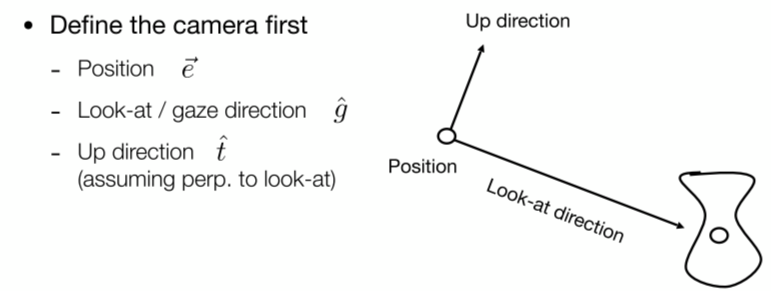 • Define the camera first
- Position $\vec{e}$
- Look-at / gaze direction $\hat{g}$
- Up direction $\hat{t}$
(assuming perp. to look-at)
Up direction
Position
Look-at direction